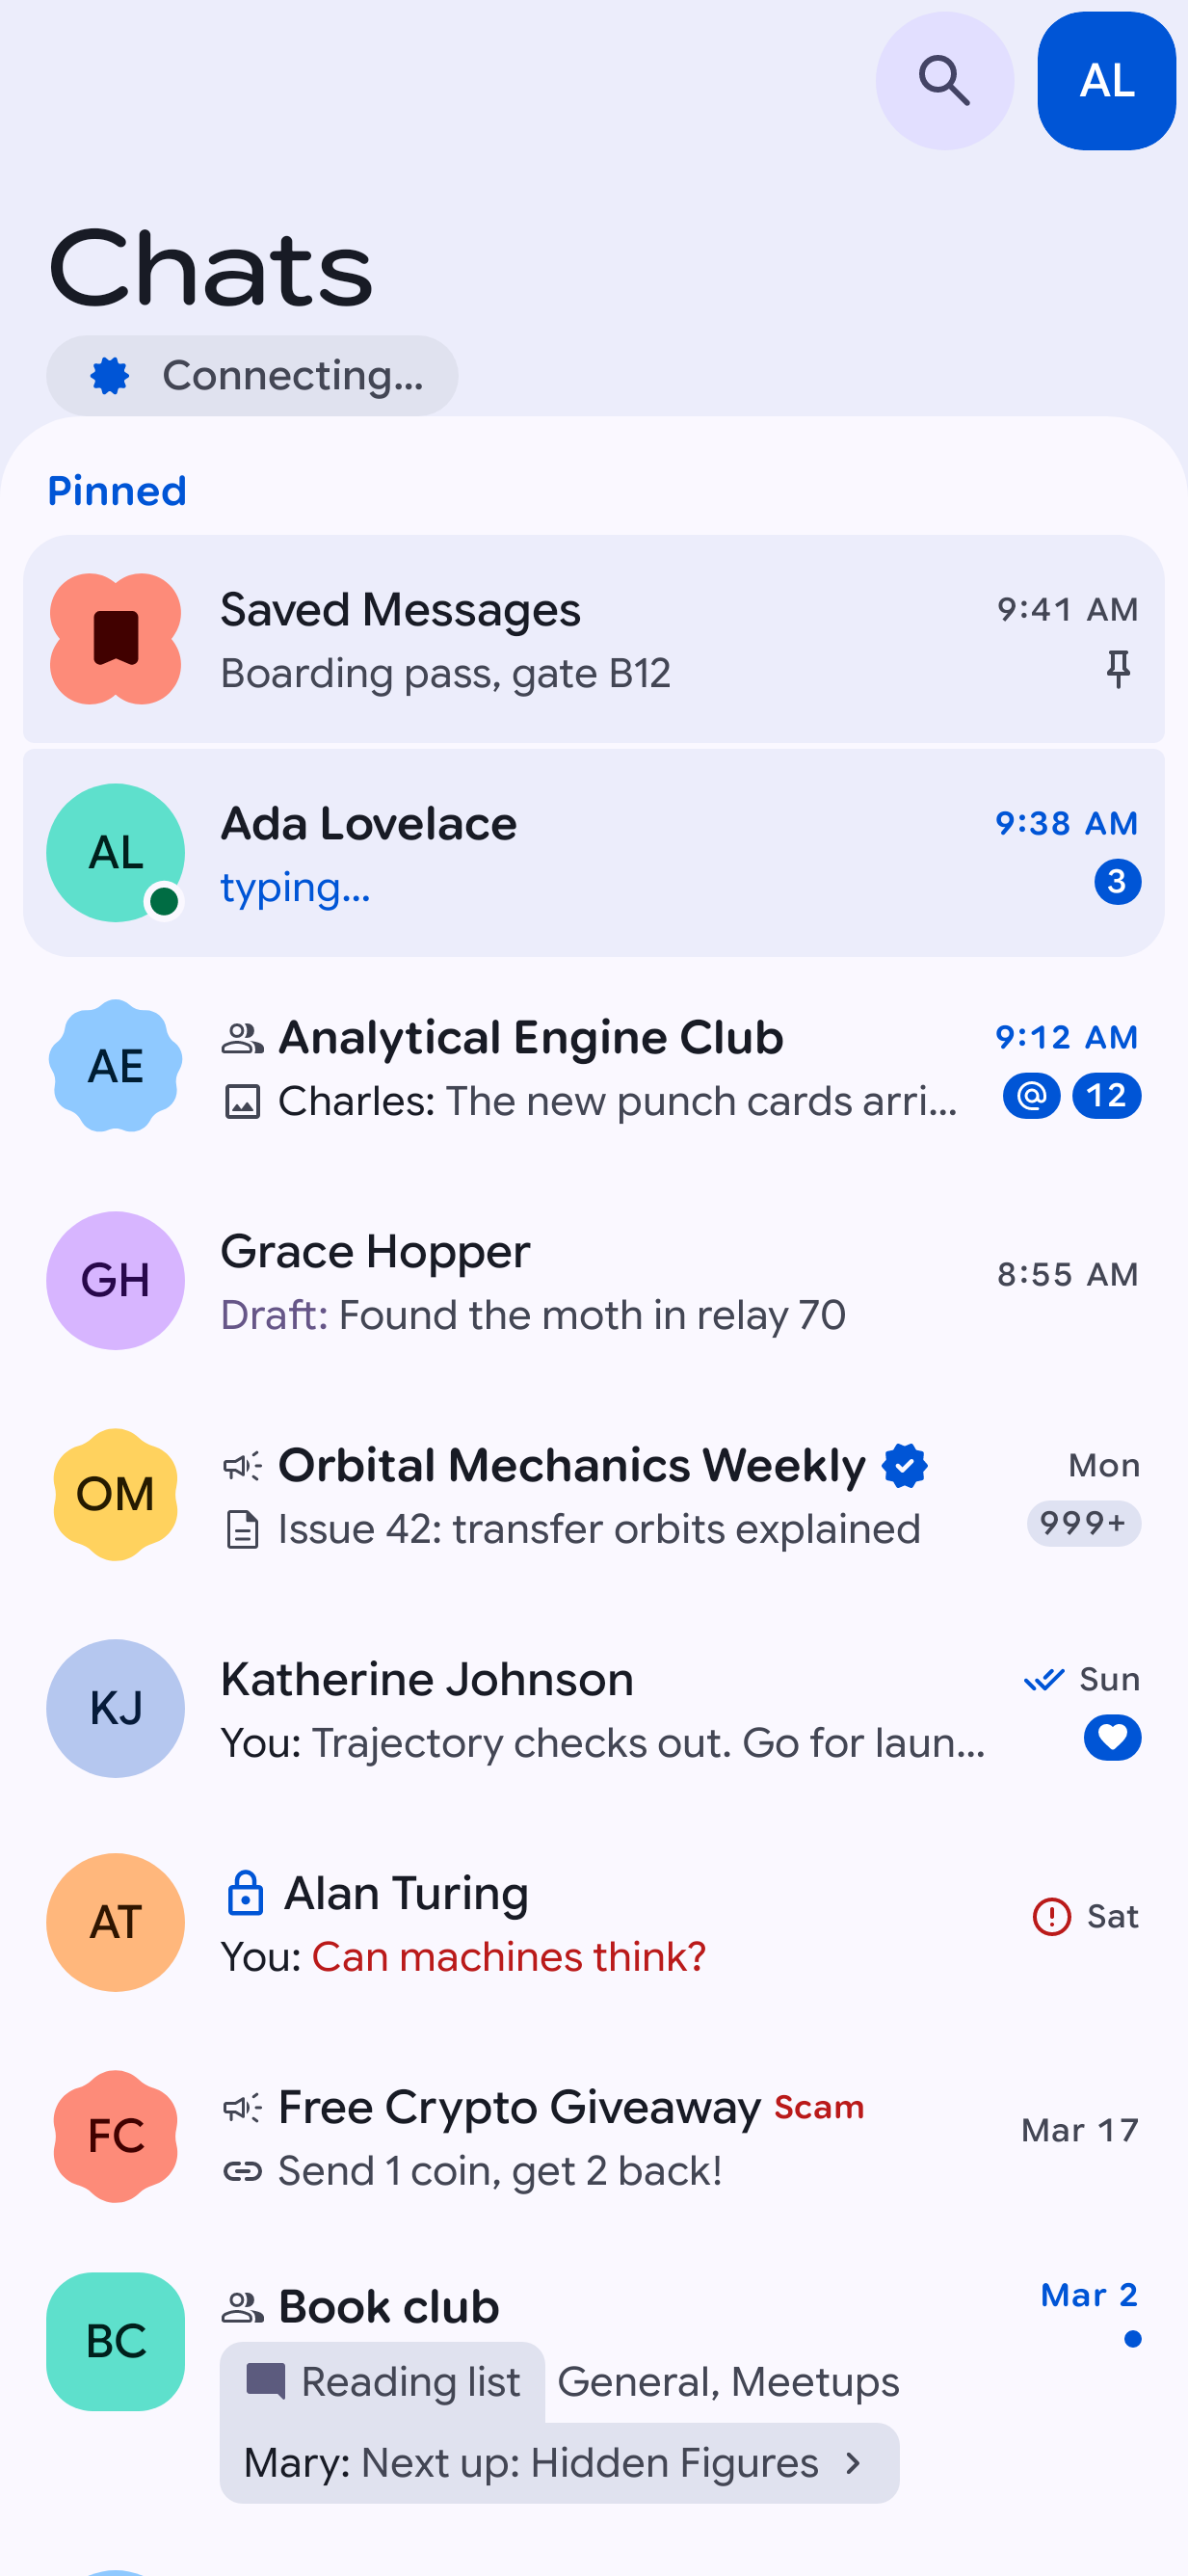 AL
Chats
Connecting...
Pinned
Saved Messages
9:41 AM
Boarding pass, gate B12
AL
Ada Lovelace
9:38 AM
typing...
3
AE
Analytical Engine Club
9:12 AM
Charles: The new punch cards arri...
@ 12
GH
Grace Hopper
8:55 AM
Draft: Found the moth in relay 70
OM
Orbital Mechanics Weekly
Mon
Issue 42: transfer orbits explained
999+
KJ
Katherine Johnson
Sun
You: Trajectory checks out. Go for laun...
AT
Alan Turing
Sat
You: Can machines think?
FC
Free Crypto Giveaway Scam
Mar 17
Send 1 coin, get 2 back!
BC
Book club
Mar 2
Reading list General, Meetups
Mary: Next up: Hidden Figures